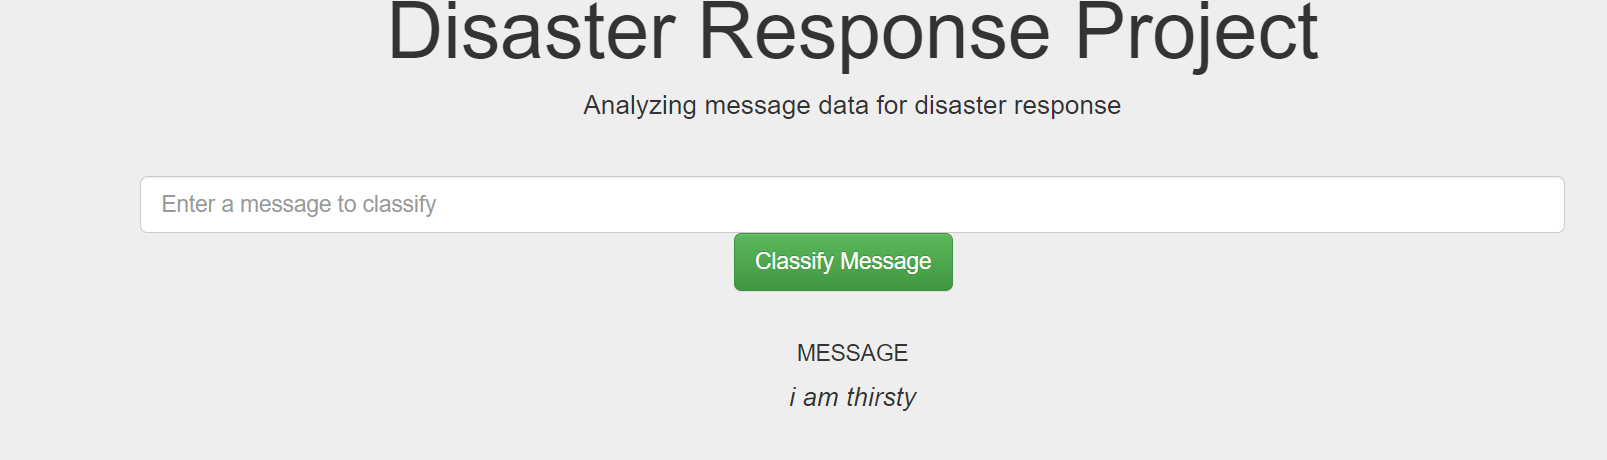 Disaster Response Project
Analyzing message data for disaster response
Enter a message to classify
Classify Message
MESSAGE
i am thirsty